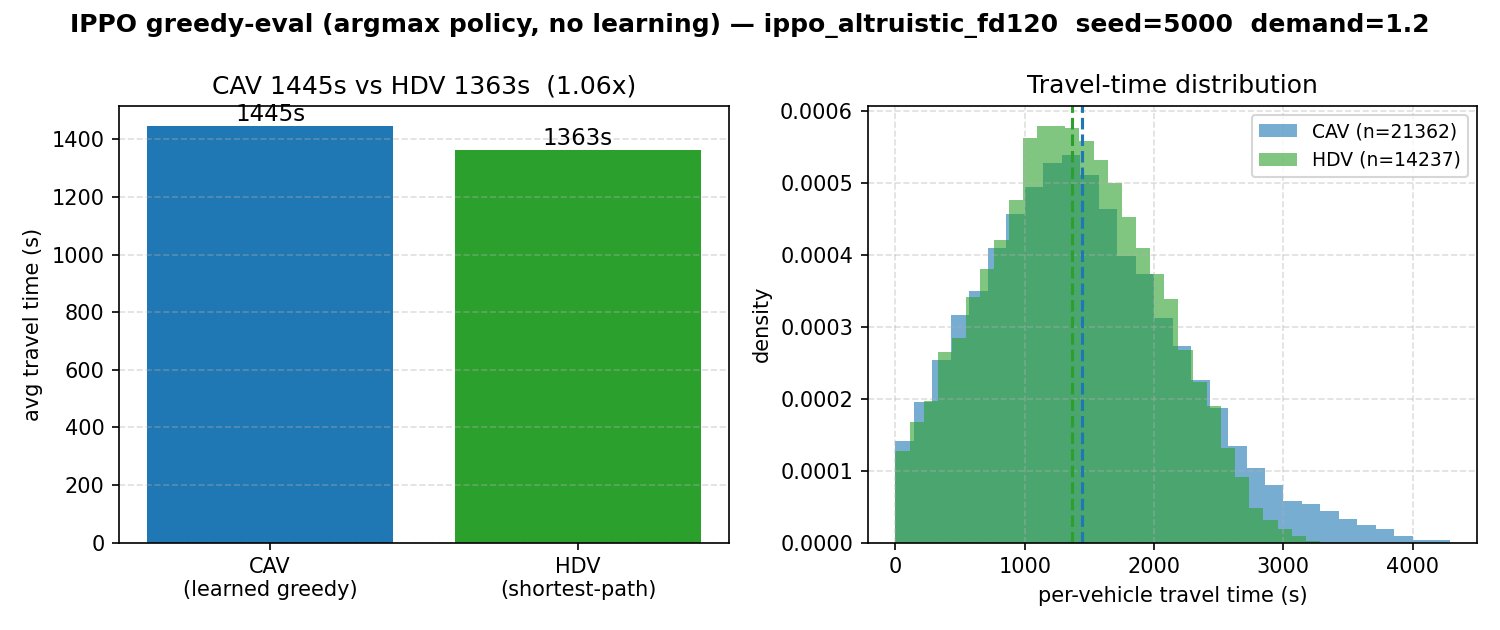 IPPO greedy-eval (argmax policy, no learning) — ippo_altruistic_fd120  seed=5000  demand=1.2
CAV 1445s vs HDV 1363s  (1.06x)
1445s
1363s
avg travel time (s)
1400
1200
1000
800
600
400
200
0
CAV
(learned greedy)
HDV
(shortest-path)
Travel-time distribution
CAV (n=21362)
HDV (n=14237)
density
0.0006
0.0005
0.0004
0.0003
0.0002
0.0001
0.0000
0
1000
2000
3000
4000
per-vehicle travel time (s)